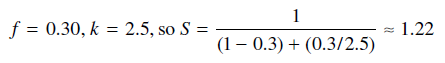 f = 0.30, k = 2.5, so S = 1 / ((1 − 0.3) + (0.3/2.5)) ≈ 1.22